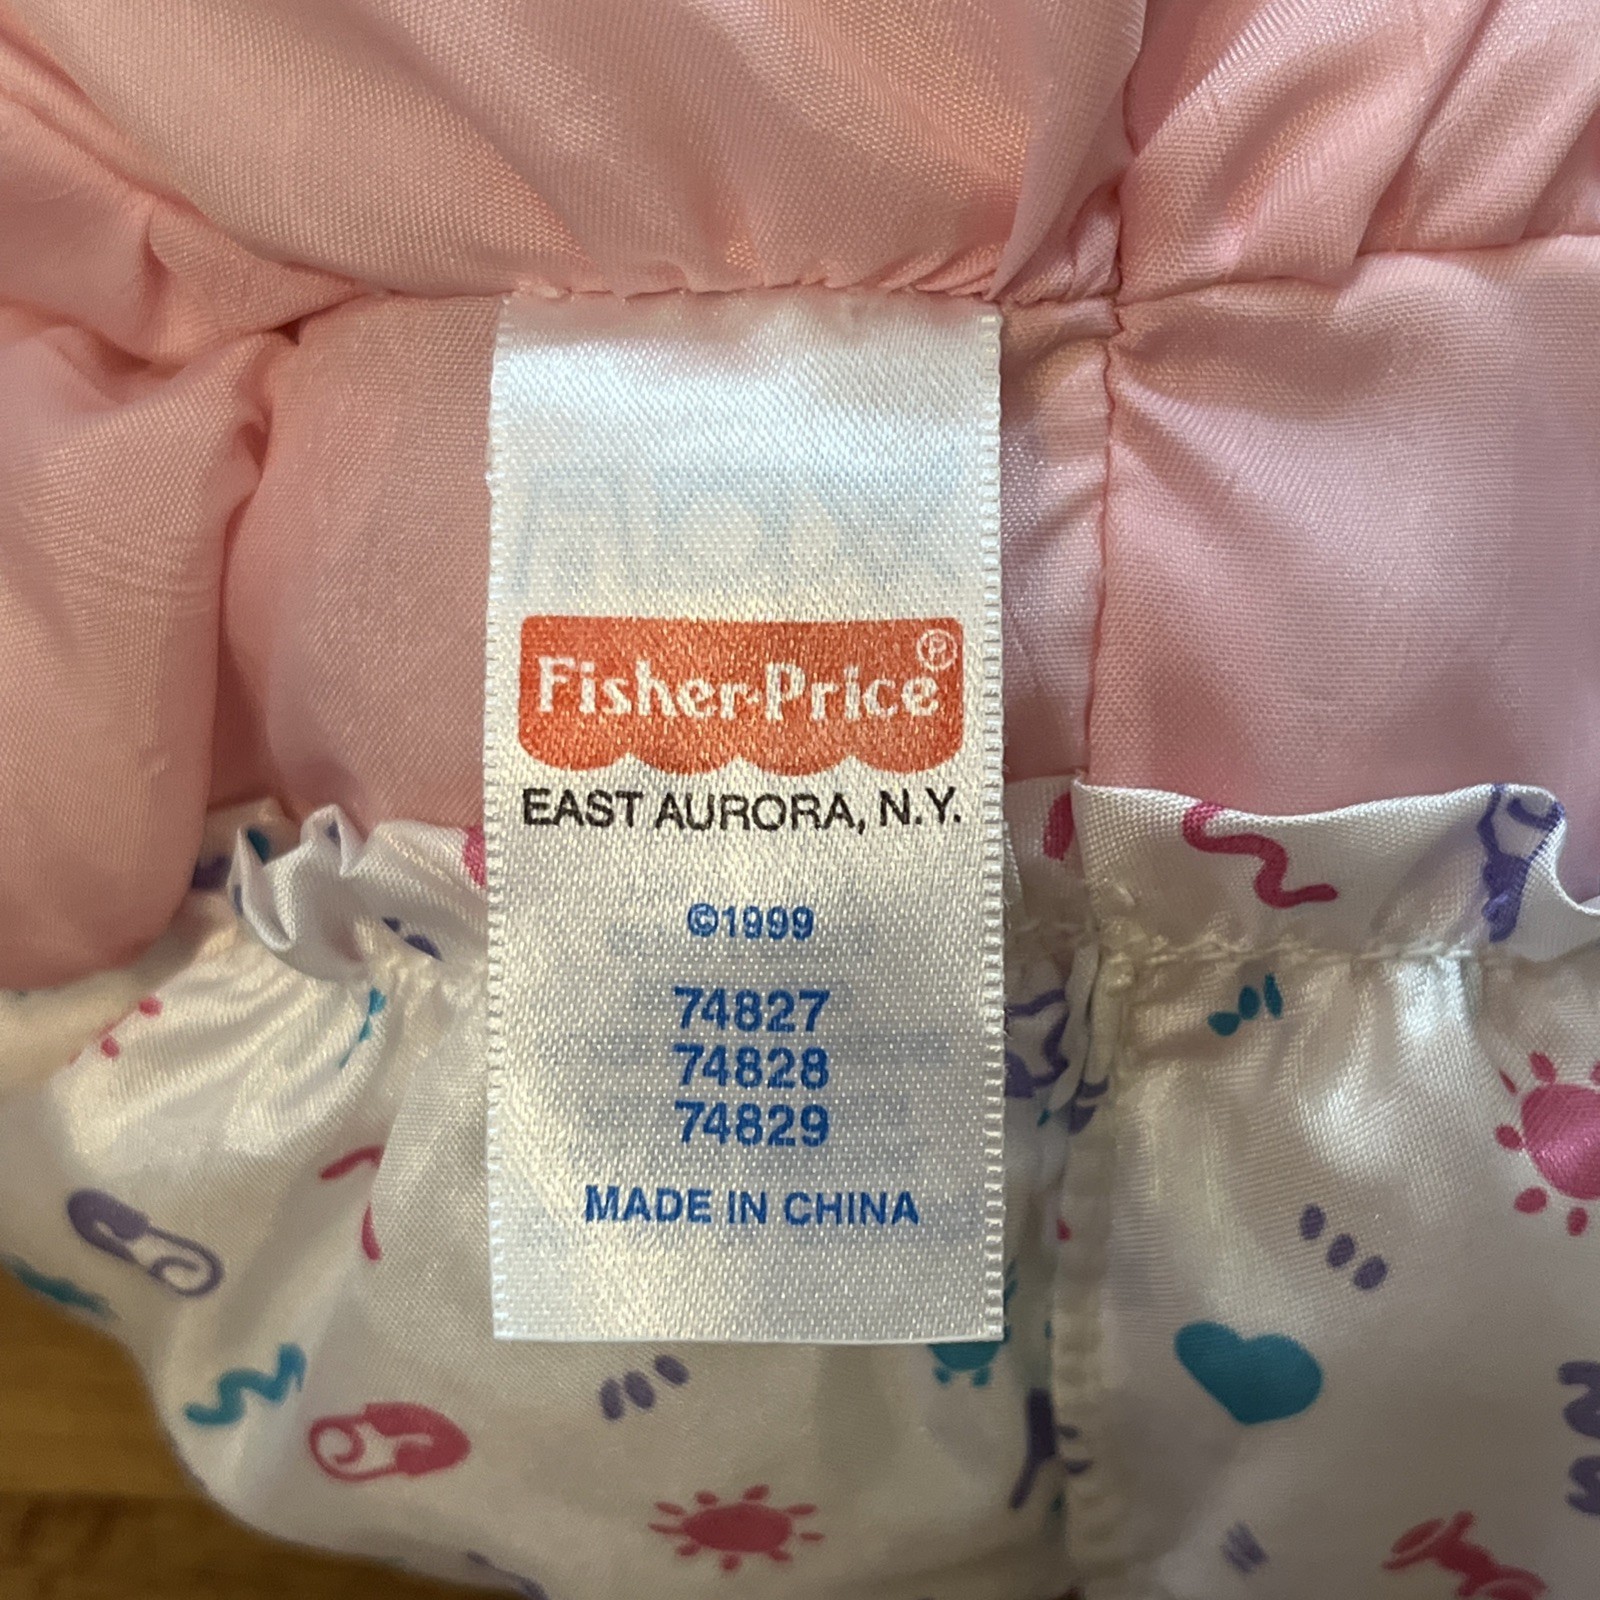 Fisher-Price®
EAST AURORA, N.Y.
©1999
74827
74828
74829
MADE IN CHINA